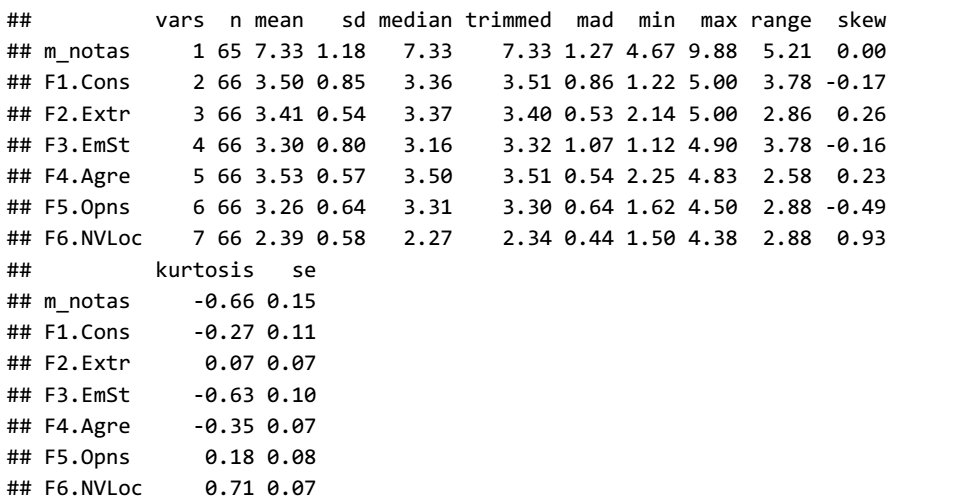 ##          vars  n mean   sd median trimmed  mad  min  max range  skew
## m_notas     1 65 7.33 1.18   7.33    7.33 1.27 4.67 9.88  5.21  0.00
## F1.Cons     2 66 3.50 0.85   3.36    3.51 0.86 1.22 5.00  3.78 -0.17
## F2.Extr     3 66 3.41 0.54   3.37    3.40 0.53 2.14 5.00  2.86  0.26
## F3.EmSt     4 66 3.30 0.80   3.16    3.32 1.07 1.12 4.90  3.78 -0.16
## F4.Agre     5 66 3.53 0.57   3.50    3.51 0.54 2.25 4.83  2.58  0.23
## F5.Opns     6 66 3.26 0.64   3.31    3.30 0.64 1.62 4.50  2.88 -0.49
## F6.NVLoc    7 66 2.39 0.58   2.27    2.34 0.44 1.50 4.38  2.88  0.93
##          kurtosis   se
## m_notas     -0.66 0.15
## F1.Cons     -0.27 0.11
## F2.Extr      0.07 0.07
## F3.EmSt     -0.63 0.10
## F4.Agre     -0.35 0.07
## F5.Opns      0.18 0.08
## F6.NVLoc     0.71 0.07